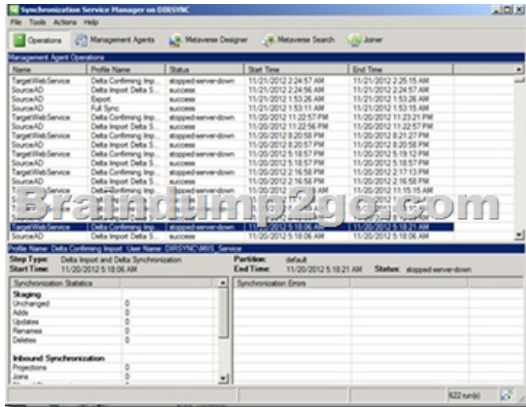 Synchronization Service Manager on DIRSYNC
File Tools Actions Help
Operations Management Agents Metaverse Designer Metaverse Search Joiner
Management Agent Operations
Name Profile Name Status Start Time End Time
TargetWebService Delta Confirming Imp... stopped-server-down 11/21/2012 2:24:57 AM 11/21/2012 2:25:15 AM
SourceAD Delta Import Delta S... success 11/21/2012 2:24:56 AM 11/21/2012 2:24:57 AM
SourceAD Export success 11/21/2012 1:53:26 AM 11/21/2012 1:53:26 AM
SourceAD Full Sync success 11/21/2012 1:53:11 AM 11/21/2012 1:53:15 AM
TargetWebService Delta Confirming Imp... stopped-server-down 11/20/2012 11:22:57 PM 11/20/2012 11:23:21 PM
SourceAD Delta Import Delta S... success 11/20/2012 11:22:56 PM 11/20/2012 11:22:57 PM
TargetWebService Delta Confirming Imp... stopped-server-down 11/20/2012 8:20:58 PM 11/20/2012 8:21:27 PM
SourceAD Delta Import Delta S... success 11/20/2012 8:20:57 PM 11/20/2012 8:20:58 PM
TargetWebService Delta Confirming Imp... stopped-server-down 11/20/2012 5:18:57 PM 11/20/2012 5:19:12 PM
SourceAD Delta Import Delta S... success 11/20/2012 5:18:57 PM 11/20/2012 5:18:57 PM
TargetWebService Delta Confirming Imp... stopped-server-down 11/20/2012 2:16:58 PM 11/20/2012 2:17:13 PM
SourceAD Delta Import Delta S... success 2:16:58 PM
Braindump2go.com
TargetWebService Delta Confirming Imp... stopped-server-down 11/20/2012 5:18:06 AM 11/20/2012 5:18:21 AM
SourceAD Delta Import Delta S... success 11/20/2012 5:18:06 AM 11/20/2012 5:18:06 AM
Profile Name: Delta Confirming Import User Name: DIRSYNC\MIIS_Service
Step Type: Delta Import and Delta Synchronization Partition: default
Start Time: 11/20/2012 5:18:06 AM End Time: 11/20/2012 5:18:21 AM Status: stopped-server-down
Synchronization Statistics Synchronization Errors
Staging
Unchanged 0
Adds 0
Updates 0
Renames 0
Deletes 0
Inbound Synchronization
Projections 0
Joins 0
622 run(s)